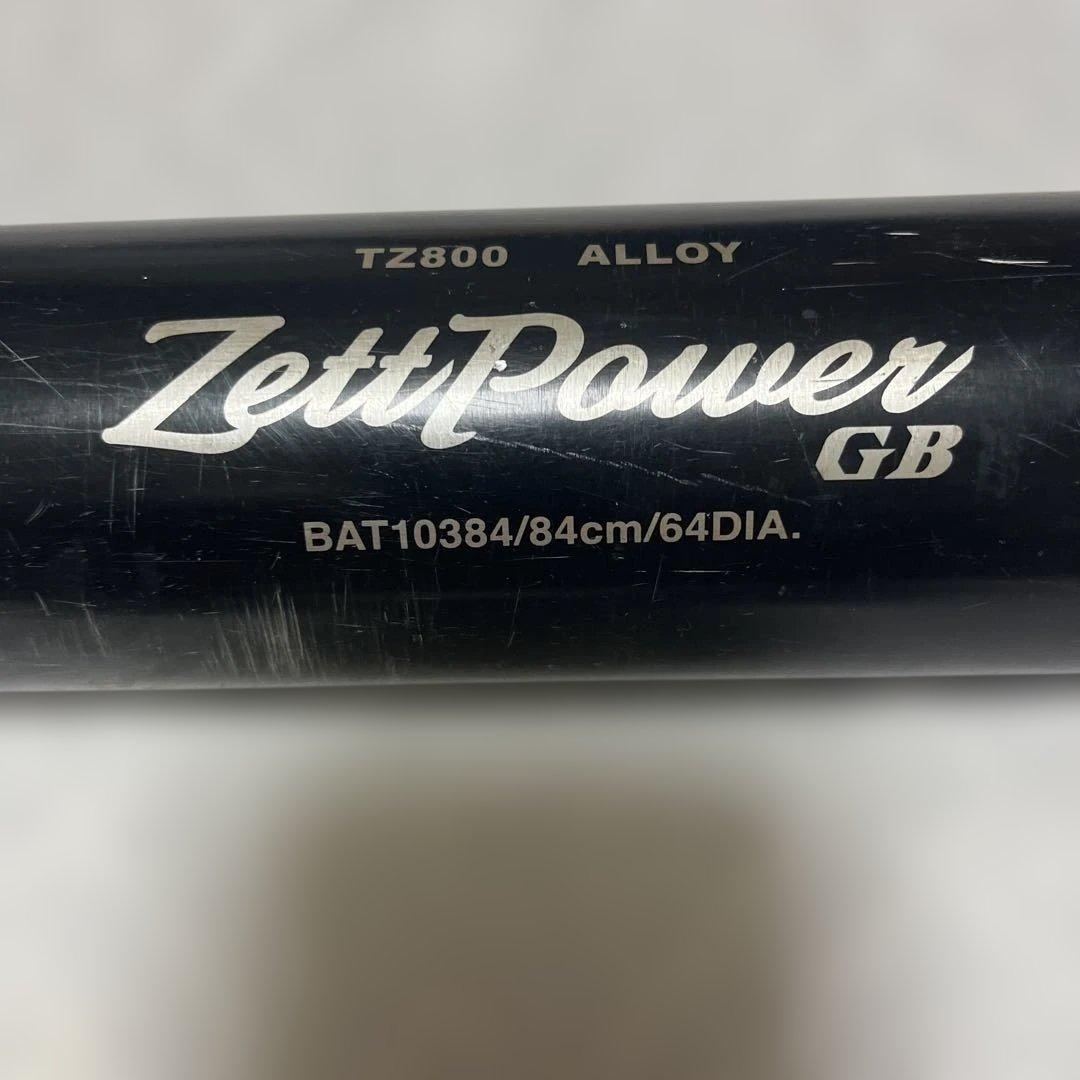 TZ800 ALLOY
ZettPower
GB
BAT10384/84cm/64DIA.